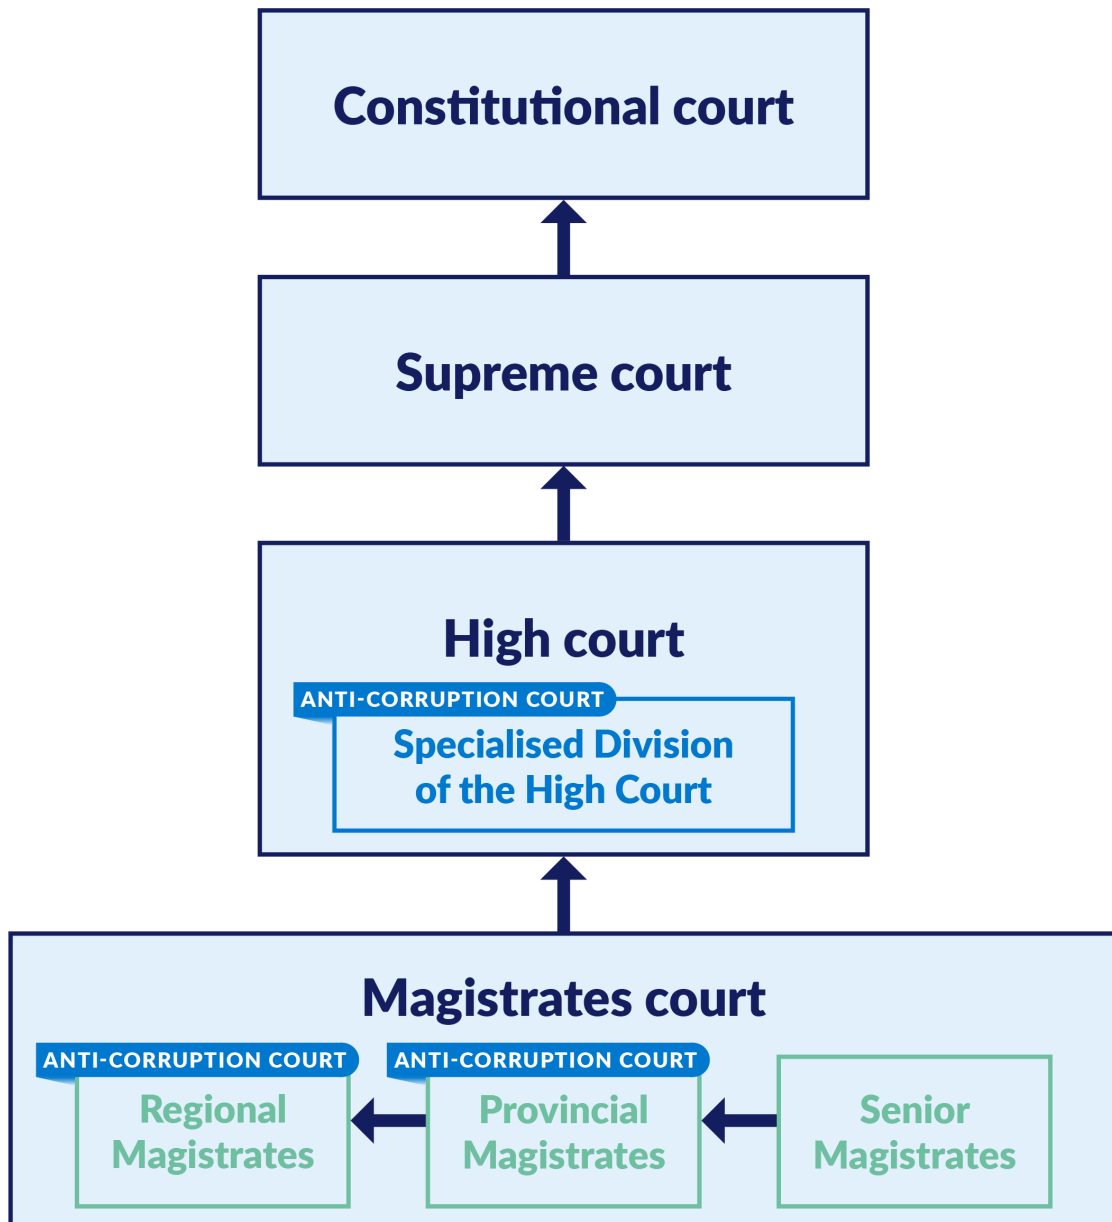 Constitutional court
Supreme court
High court
ANTI-CORRUPTION COURT
Specialised Division
of the High Court
Magistrates court
ANTI-CORRUPTION COURT
Regional
Magistrates
ANTI-CORRUPTION COURT
Provincial
Magistrates
Senior
Magistrates